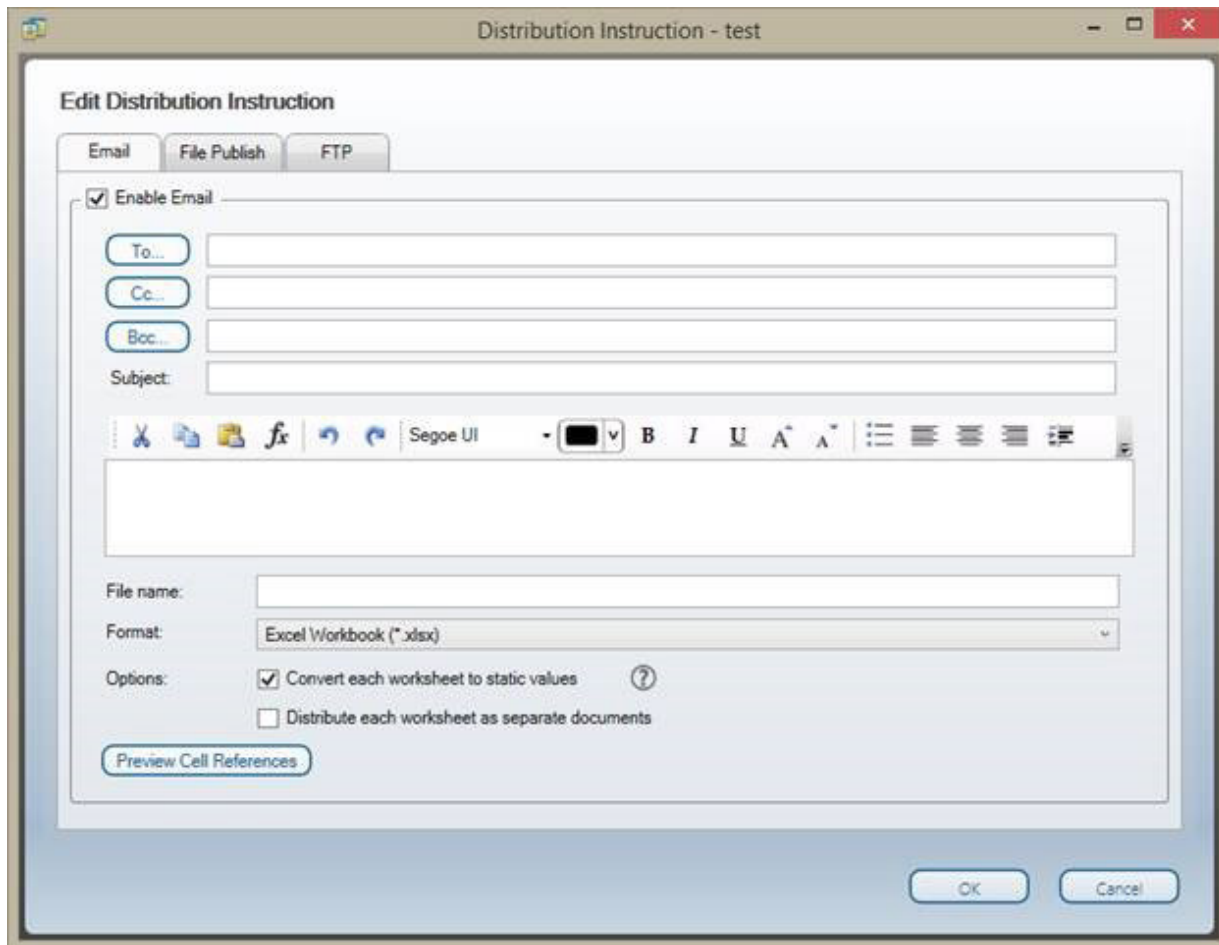 Distribution Instruction - test
Edit Distribution Instruction
Email File Publish FTP
Enable Email
To...
Cc...
Bcc...
Subject:
fx Segoe UI B I U A A
File name:
Format: Excel Workbook (*.xlsx)
Options: Convert each worksheet to static values ?
Distribute each worksheet as separate documents
Preview Cell References
OK Cancel